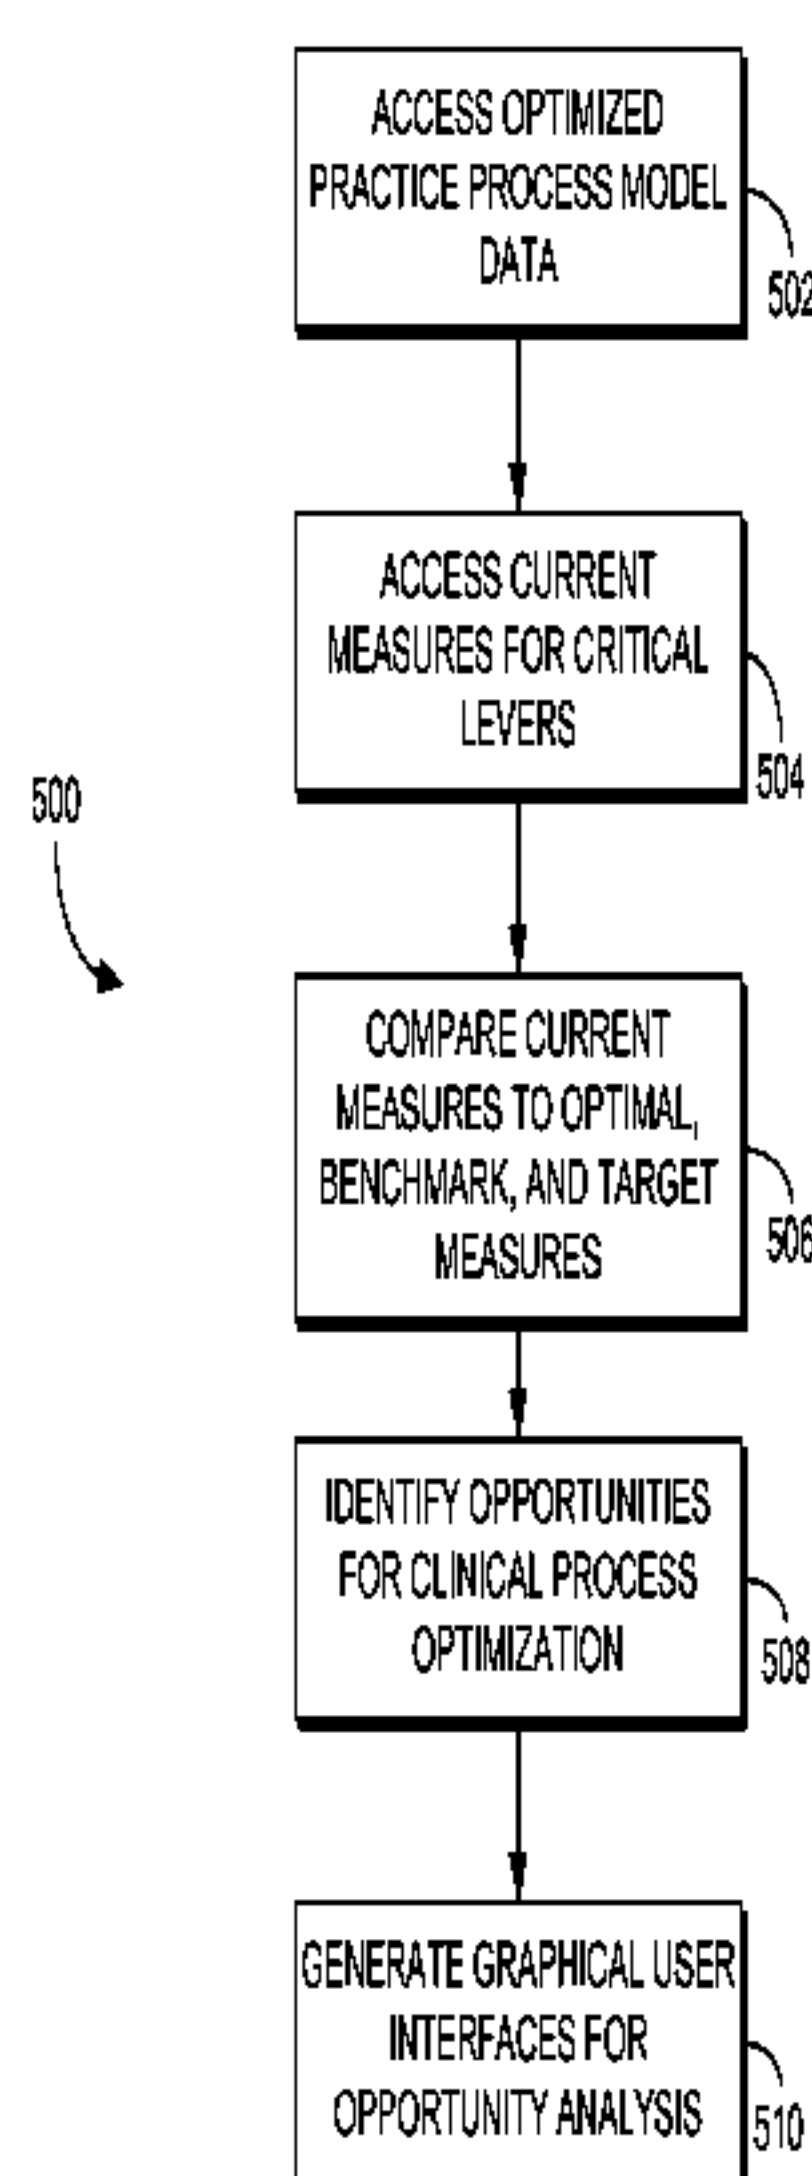 ACCESS OPTIMIZED
PRACTICE PROCESS MODEL
DATA
502
ACCESS CURRENT
MEASURES FOR CRITICAL
LEVERS
504
500
COMPARE CURRENT
MEASURES TO OPTIMAL,
BENCHMARK, AND TARGET
MEASURES
506
IDENTIFY OPPORTUNITIES
FOR CLINICAL PROCESS
OPTIMIZATION
508
GENERATE GRAPHICAL USER
INTERFACES FOR
OPPORTUNITY ANALYSIS
510